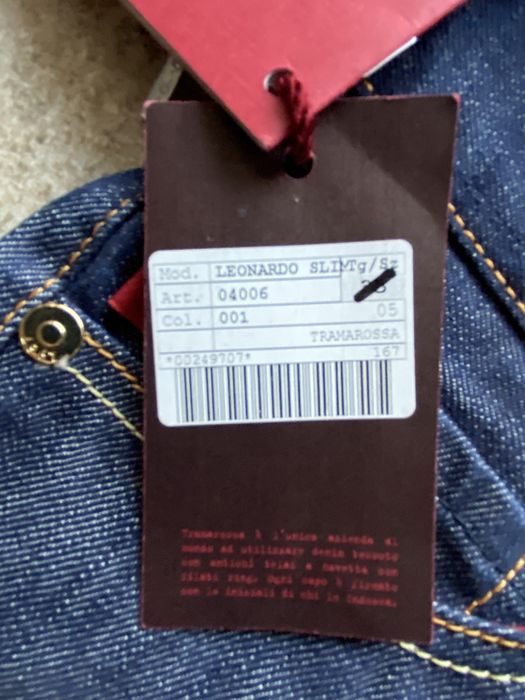 Mod. LEONARDO SLIM Tg/Sz
Art. 04006
Col. 001 05
TRAMAROSSA
*00249707* 167
Tramarossa è l'unica azienda al
mondo ad utilizzare denim tessuto
con antichi telai a navetta con
filati ring. Ogni capo è firmato
con le iniziali di chi lo indossa.